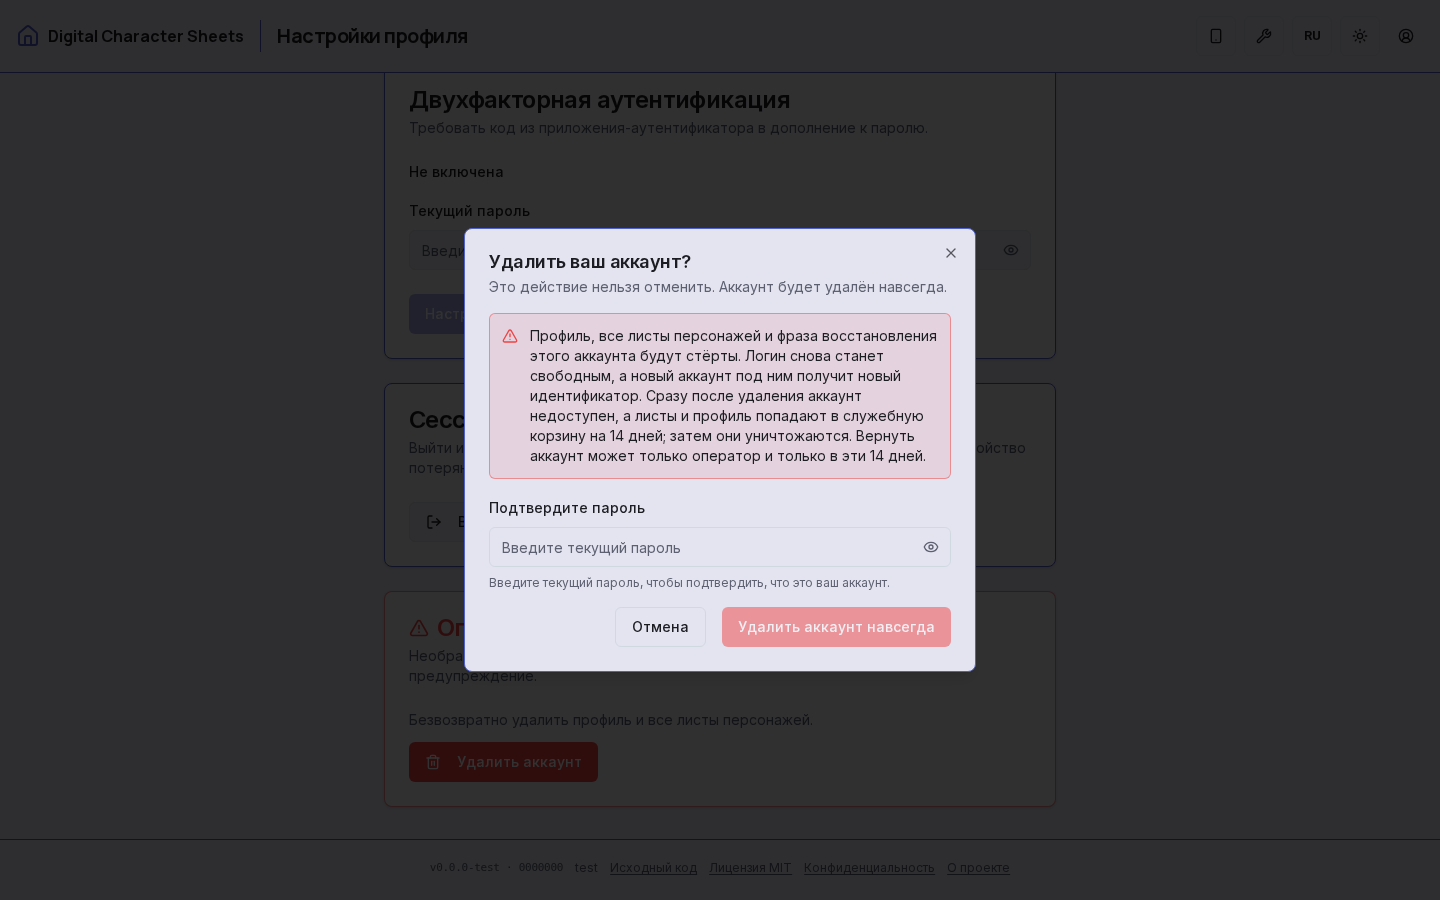 Digital Character Sheets
Настройки профиля
RU
Двухфакторная аутентификация
Требовать код из приложения-аутентификатора в дополнение к паролю.
Не включена
Текущий пароль
Удалить ваш аккаунт?
Это действие нельзя отменить. Аккаунт будет удалён навсегда.
Профиль, все листы персонажей и фраза восстановления
этого аккаунта будут стёрты. Логин снова станет
свободным, а новый аккаунт под ним получит новый
идентификатор. Сразу после удаления аккаунт
недоступен, а листы и профиль попадают в служебную
корзину на 14 дней; затем они уничтожаются. Вернуть
аккаунт может только оператор и только в эти 14 дней.
Подтвердите пароль
Введите текущий пароль
Введите текущий пароль, чтобы подтвердить, что это ваш аккаунт.
Отмена
Удалить аккаунт навсегда
Выйти
предупреждение.
Безвозвратно удалить профиль и все листы персонажей.
Удалить аккаунт
v0.0.0-test · 0000000
test
Исходный код
Лицензия MIT
Конфиденциальность
О проекте